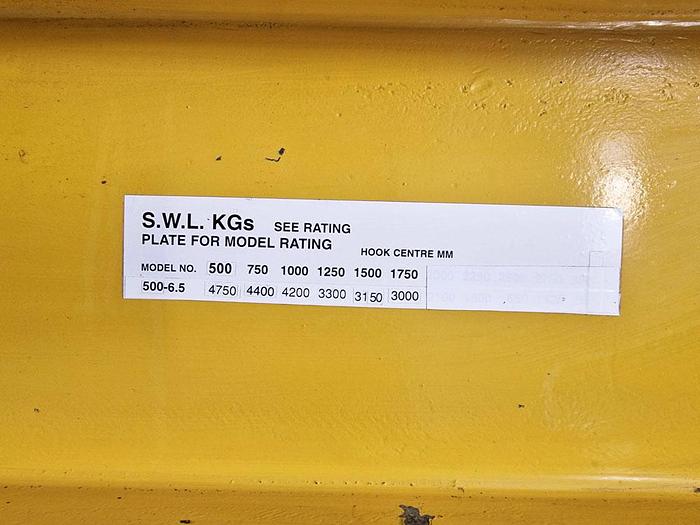 S.W.L. KGs SEE RATING
PLATE FOR MODEL RATING
HOOK CENTRE MM
MODEL NO. 500 750 1000 1250 1500 1750
500-6.5 4750 4400 4200 3300 3150 3000